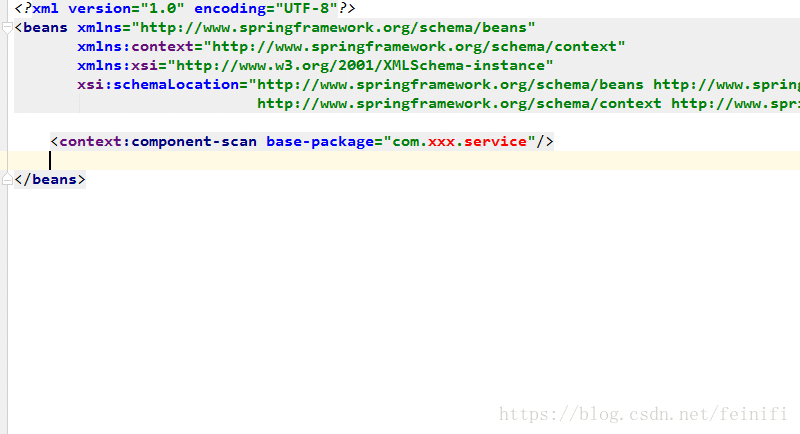 <?xml version="1.0" encoding="UTF-8"?>
<beans xmlns="http://www.springframework.org/schema/beans"
xmlns:context="http://www.springframework.org/schema/context"
xmlns:xsi="http://www.w3.org/2001/XMLSchema-instance"
xsi:schemaLocation="http://www.springframework.org/schema/beans http://www.spring
http://www.springframework.org/schema/context http://www.spri
<context:component-scan base-package="com.xxx.service"/>
</beans>
https://blog.csdn.net/feinifi